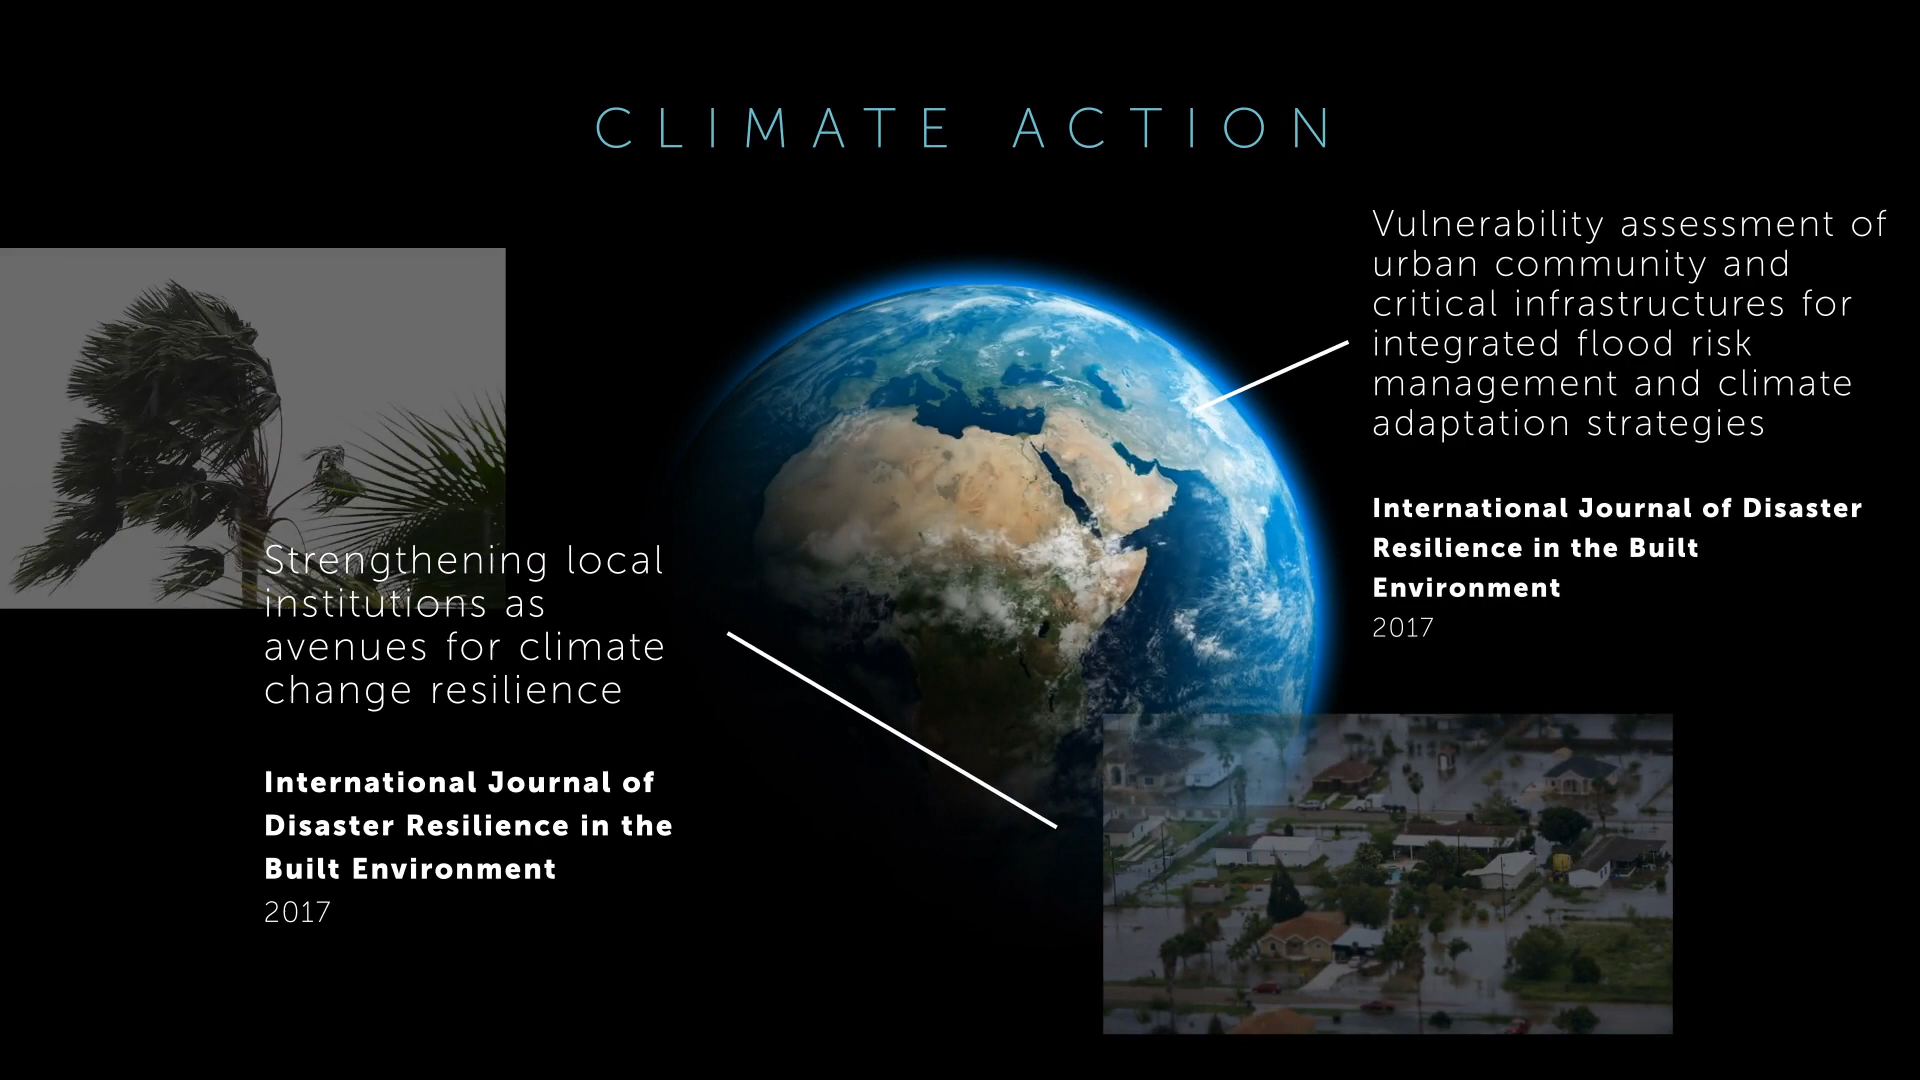 CLIMATE ACTION
Vulnerability assessment of
urban community and
critical infrastructures for
integrated flood risk
management and climate
adaptation strategies
International Journal of Disaster
Resilience in the Built
Environment
2017
Strengthening local
institutions as
avenues for climate
change resilience
International Journal of
Disaster Resilience in the
Built Environment
2017